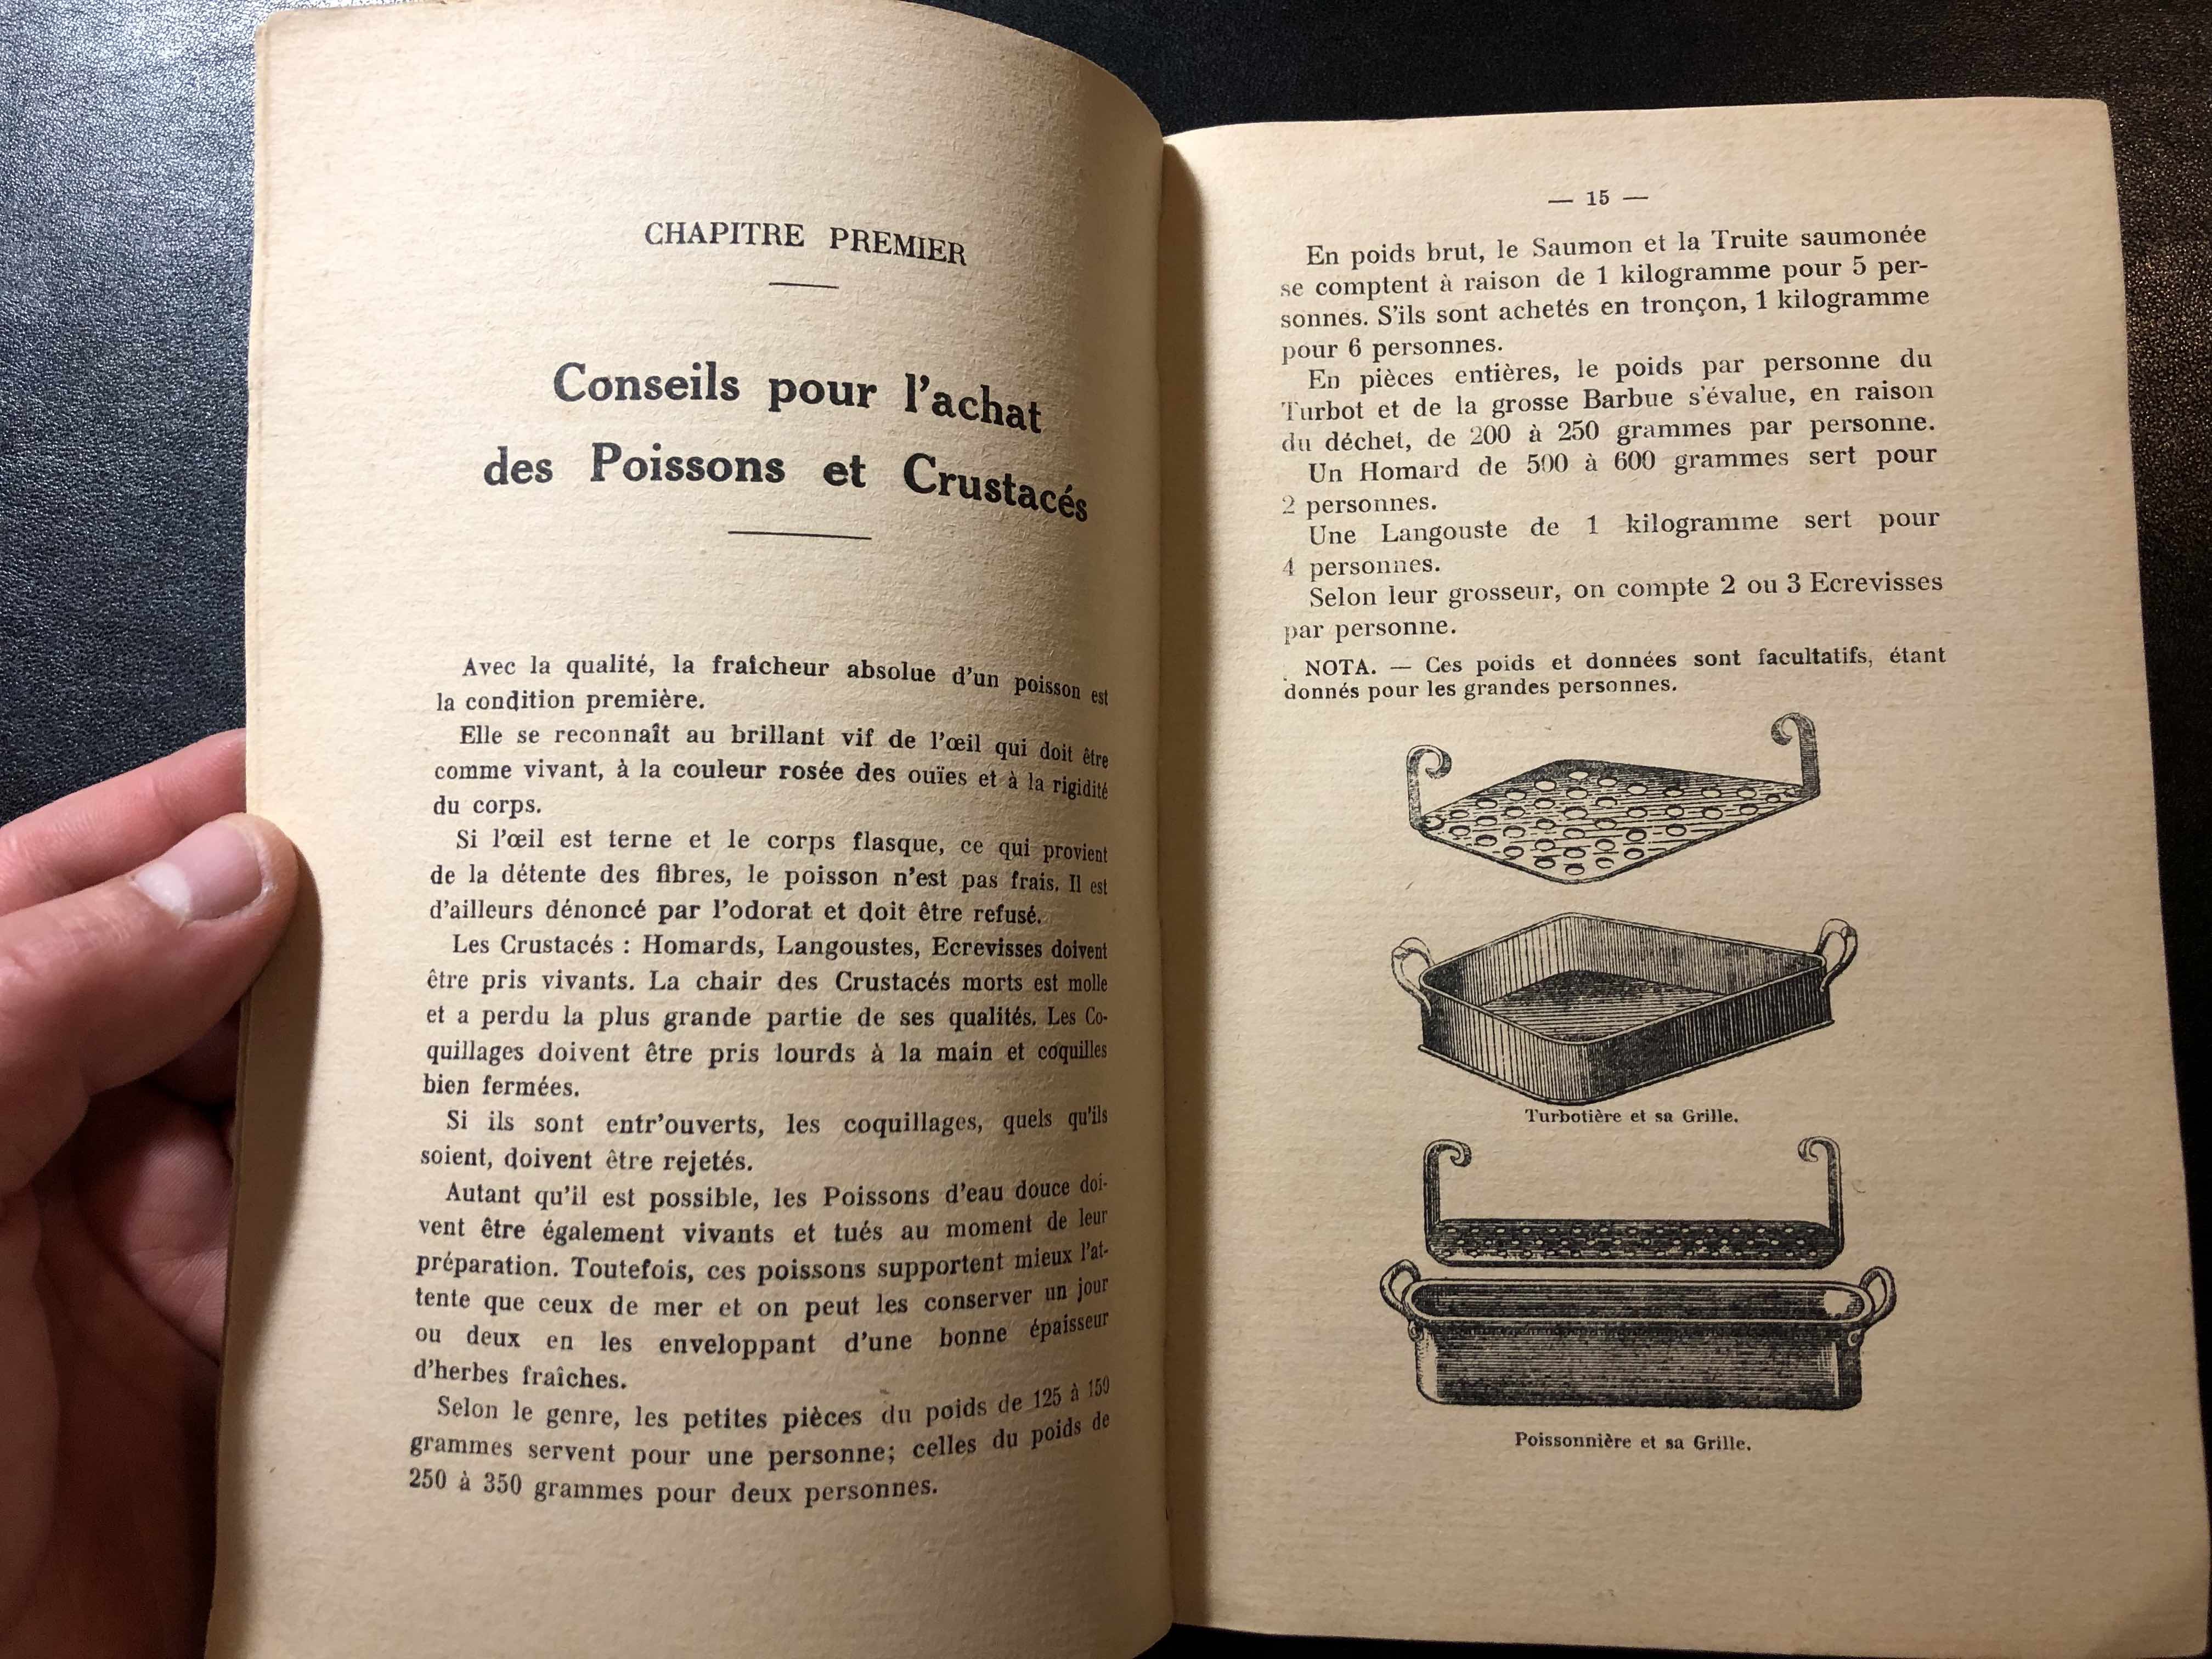 CHAPITRE PREMIER
Conseils pour l'achat
des Poissons et Crustacés
Avec la qualité, la fraîcheur absolue d'un poisson est
la condition première.
Elle se reconnaît au brillant vif de l'œil qui doit être
comme vivant, à la couleur rosée des ouïes et à la rigidité
du corps.
Si l'œil est terne et le corps flasque, ce qui provient
de la détente des fibres, le poisson n'est pas frais. Il est
d'ailleurs dénoncé par l'odorat et doit être refusé.
Les Crustacés : Homards, Langoustes, Ecrevisses doivent
être pris vivants. La chair des Crustacés morts est molle
et a perdu la plus grande partie de ses qualités. Les Co-
quillages doivent être pris lourds à la main et coquilles
bien fermées.
Si ils sont entr'ouverts, les coquillages, quels qu'ils
soient, doivent être rejetés.
Autant qu'il est possible, les Poissons d'eau douce doi-
vent être également vivants et tués au moment de leur
préparation. Toutefois, ces poissons supportent mieux l'at-
tente que ceux de mer et on peut les conserver un jour
ou deux en les enveloppant d'une bonne épaisseur
d'herbes fraîches.
Selon le genre, les petites pièces du poids de 125 à 150
grammes servent pour une personne; celles du poids de
250 à 350 grammes pour deux personnes.
— 15 —
En poids brut, le Saumon et la Truite saumonée
se comptent à raison de 1 kilogramme pour 5 per-
sonnes. S'ils sont achetés en tronçon, 1 kilogramme
pour 6 personnes.
En pièces entières, le poids par personne du
Turbot et de la grosse Barbue s'évalue, en raison
du déchet, de 200 à 250 grammes par personne.
Un Homard de 500 à 600 grammes sert pour
2 personnes.
Une Langouste de 1 kilogramme sert pour
4 personnes.
Selon leur grosseur, on compte 2 ou 3 Ecrevisses
par personne.
NOTA. — Ces poids et données sont facultatifs, étant
donnés pour les grandes personnes.
Turbotière et sa Grille.
Poissonnière et sa Grille.